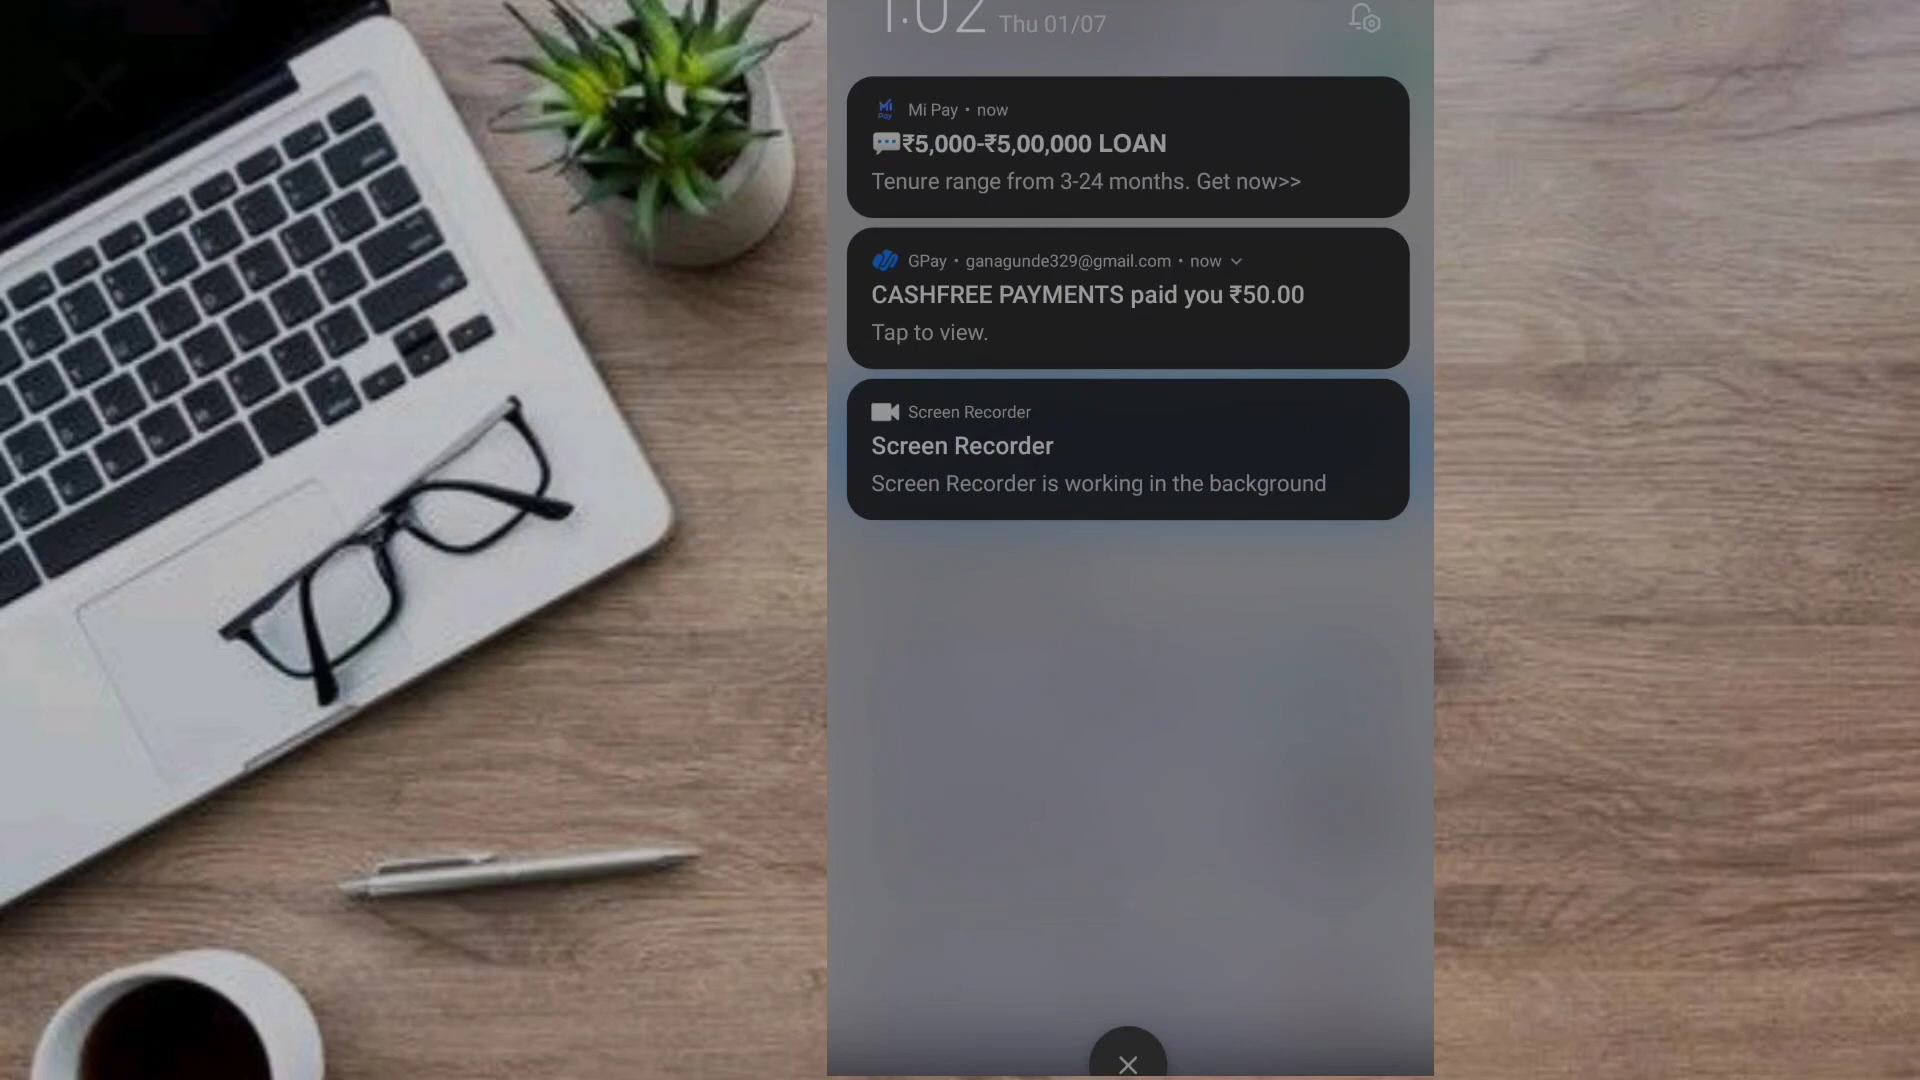 1:02 Thu 01/07
Mi Pay
Mi Pay • now
💬₹5,000-₹5,00,000 LOAN
Tenure range from 3-24 months. Get now>>
GPay • ganagunde329@gmail.com • now
CASHFREE PAYMENTS paid you ₹50.00
Tap to view.
Screen Recorder
Screen Recorder
Screen Recorder is working in the background